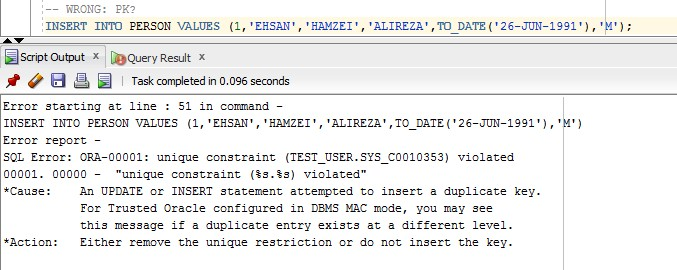 -- WRONG: PK?
INSERT INTO PERSON VALUES (1,'EHSAN','HAMZEI','ALIREZA',TO_DATE('26-JUN-1991'),'M');
Script Output x Query Result x
Task completed in 0.096 seconds
Error starting at line : 51 in command -
INSERT INTO PERSON VALUES (1,'EHSAN','HAMZEI','ALIREZA',TO_DATE('26-JUN-1991'),'M')
Error report -
SQL Error: ORA-00001: unique constraint (TEST_USER.SYS_C0010353) violated
00001. 00000 - "unique constraint (%s.%s) violated"
*Cause: An UPDATE or INSERT statement attempted to insert a duplicate key.
For Trusted Oracle configured in DBMS MAC mode, you may see
this message if a duplicate entry exists at a different level.
*Action: Either remove the unique restriction or do not insert the key.